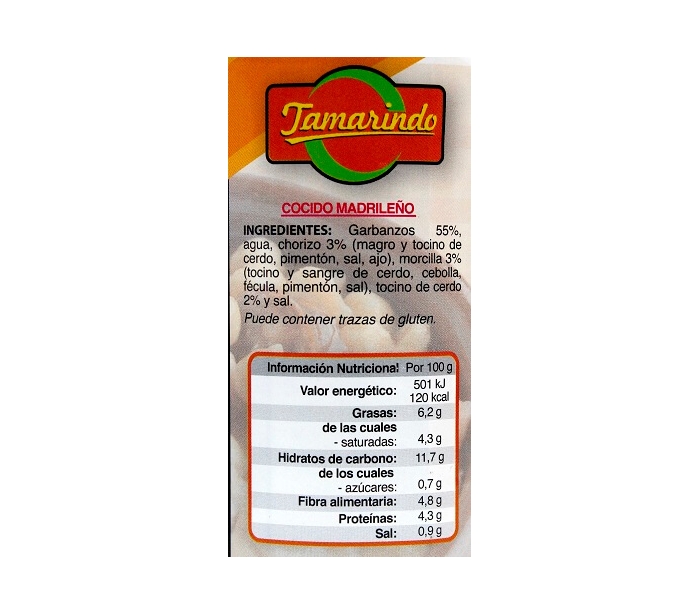 Tamarindo
COCIDO MADRILEÑO
INGREDIENTES: Garbanzos 55%,
agua, chorizo 3% (magro y tocino de
cerdo, pimentón, sal, ajo), morcilla 3%
(tocino y sangre de cerdo, cebolla,
fécula, pimentón, sal), tocino de cerdo
2% y sal.
Puede contener trazas de gluten.
Información Nutricional Por 100 g
Valor energético: 501 kJ
120 kcal
Grasas: 6,2 g
de las cuales
- saturadas: 4,3 g
Hidratos de carbono: 11,7 g
de los cuales
- azúcares: 0,7 g
Fibra alimentaria: 4,8 g
Proteínas: 4,3 g
Sal: 0,9 g